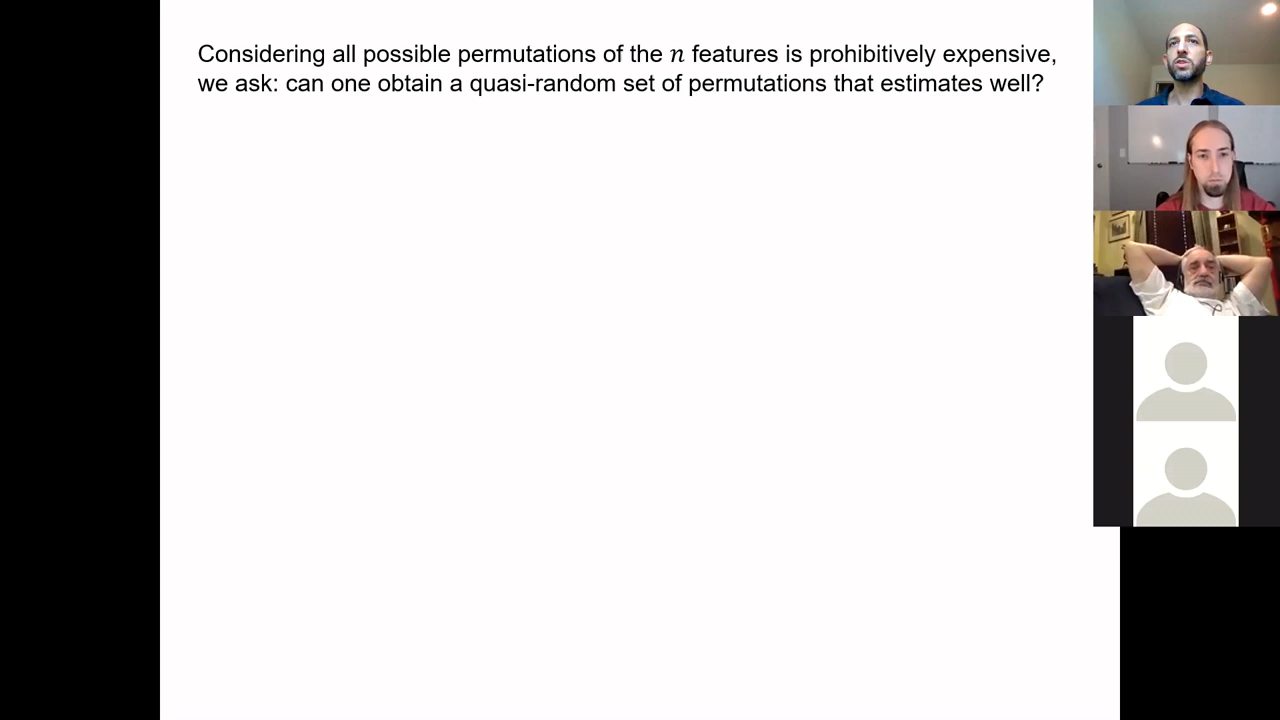 Considering all possible permutations of the n features is prohibitively expensive,
we ask: can one obtain a quasi-random set of permutations that estimates well?